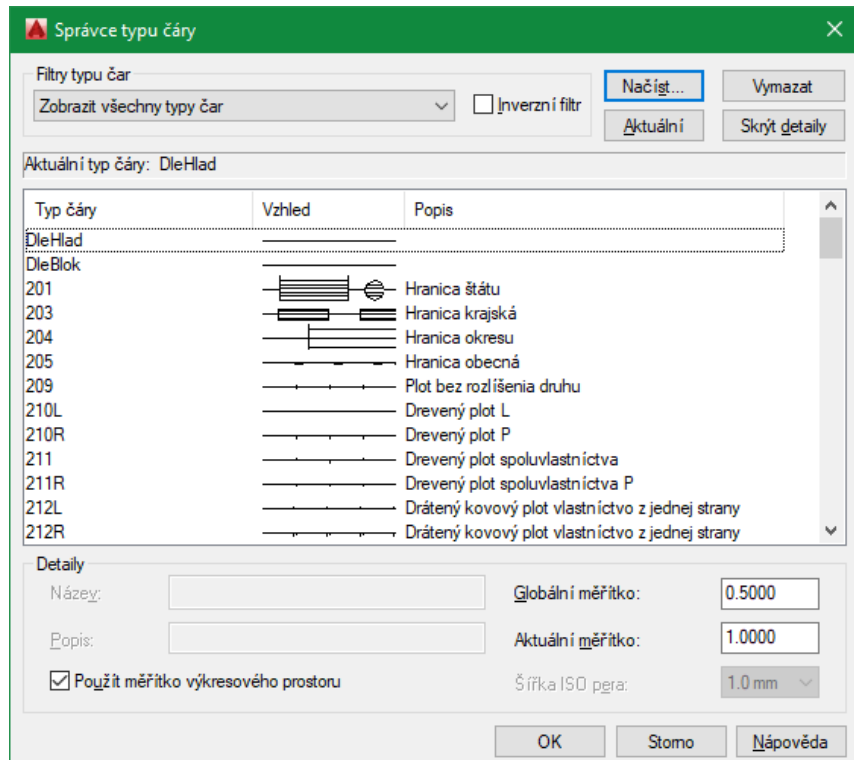 Správce typu čáry
Filtry typu čar
Zobrazit všechny typy čar
Inverzní filtr
Načíst...
Vymazat
Aktuální
Skrýt detaily
Aktuální typ čáry: DleHlad
Typ čáry Vzhled Popis
DleHlad
DleBlok
201 Hranica štátu
203 Hranica krajská
204 Hranica okresu
205 Hranica obecná
209 Plot bez rozlíšenia druhu
210L Drevený plot L
210R Drevený plot P
211 Drevený plot spoluvlastníctva
211R Drevený plot spoluvlastníctva P
212L Drátený kovový plot vlastníctvo z jednej strany
212R Drátený kovový plot vlastníctvo z jednej strany
Detaily
Název:
Popis:
Použít měřítko výkresového prostoru
Globální měřítko: 0.5000
Aktuální měřítko: 1.0000
Šířka ISO pera: 1.0 mm
OK Storno Nápověda